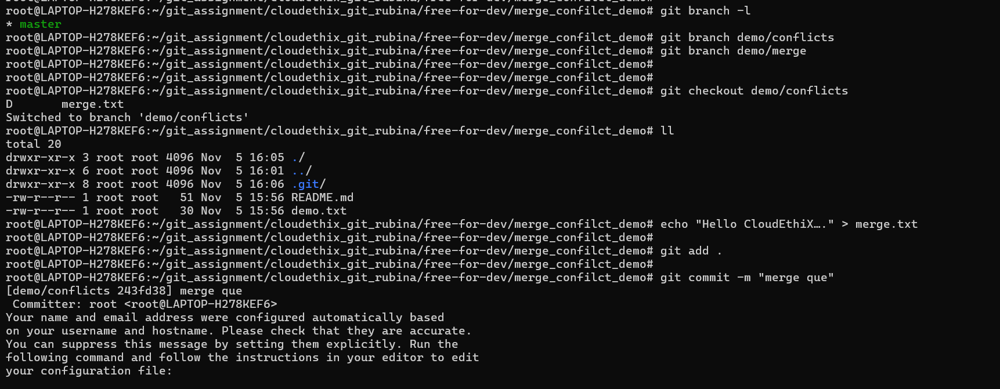 root@LAPTOP-H278KEF6:~/git_assignment/cloudethix_git_rubina/free-for-dev/merge_confilct_demo#
root@LAPTOP-H278KEF6:~/git_assignment/cloudethix_git_rubina/free-for-dev/merge_confilct_demo# git branch -l
* master
root@LAPTOP-H278KEF6:~/git_assignment/cloudethix_git_rubina/free-for-dev/merge_confilct_demo# git branch demo/conflicts
root@LAPTOP-H278KEF6:~/git_assignment/cloudethix_git_rubina/free-for-dev/merge_confilct_demo# git branch demo/merge
root@LAPTOP-H278KEF6:~/git_assignment/cloudethix_git_rubina/free-for-dev/merge_confilct_demo#
root@LAPTOP-H278KEF6:~/git_assignment/cloudethix_git_rubina/free-for-dev/merge_confilct_demo#
root@LAPTOP-H278KEF6:~/git_assignment/cloudethix_git_rubina/free-for-dev/merge_confilct_demo# git checkout demo/conflicts
D       merge.txt
Switched to branch 'demo/conflicts'
root@LAPTOP-H278KEF6:~/git_assignment/cloudethix_git_rubina/free-for-dev/merge_confilct_demo# ll
total 20
drwxr-xr-x 3 root root 4096 Nov  5 16:05 ./
drwxr-xr-x 6 root root 4096 Nov  5 16:01 ../
drwxr-xr-x 8 root root 4096 Nov  5 16:06 .git/
-rw-r--r-- 1 root root   51 Nov  5 15:56 README.md
-rw-r--r-- 1 root root   30 Nov  5 15:56 demo.txt
root@LAPTOP-H278KEF6:~/git_assignment/cloudethix_git_rubina/free-for-dev/merge_confilct_demo# echo "Hello CloudEthiX…." > merge.txt
root@LAPTOP-H278KEF6:~/git_assignment/cloudethix_git_rubina/free-for-dev/merge_confilct_demo#
root@LAPTOP-H278KEF6:~/git_assignment/cloudethix_git_rubina/free-for-dev/merge_confilct_demo# git add .
root@LAPTOP-H278KEF6:~/git_assignment/cloudethix_git_rubina/free-for-dev/merge_confilct_demo#
root@LAPTOP-H278KEF6:~/git_assignment/cloudethix_git_rubina/free-for-dev/merge_confilct_demo# git commit -m "merge que"
[demo/conflicts 243fd38] merge que
 Committer: root <root@LAPTOP-H278KEF6>
Your name and email address were configured automatically based
on your username and hostname. Please check that they are accurate.
You can suppress this message by setting them explicitly. Run the
following command and follow the instructions in your editor to edit
your configuration file: